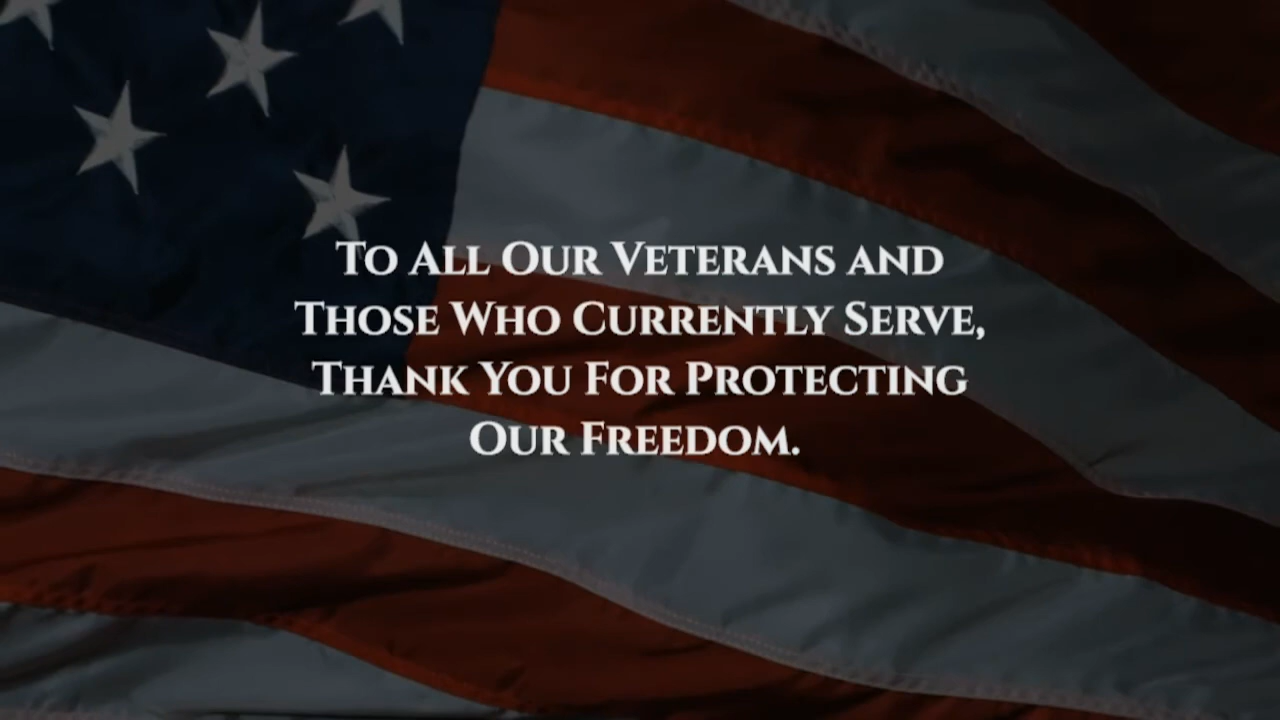 To All Our Veterans and
Those Who Currently Serve,
Thank You For Protecting
Our Freedom.